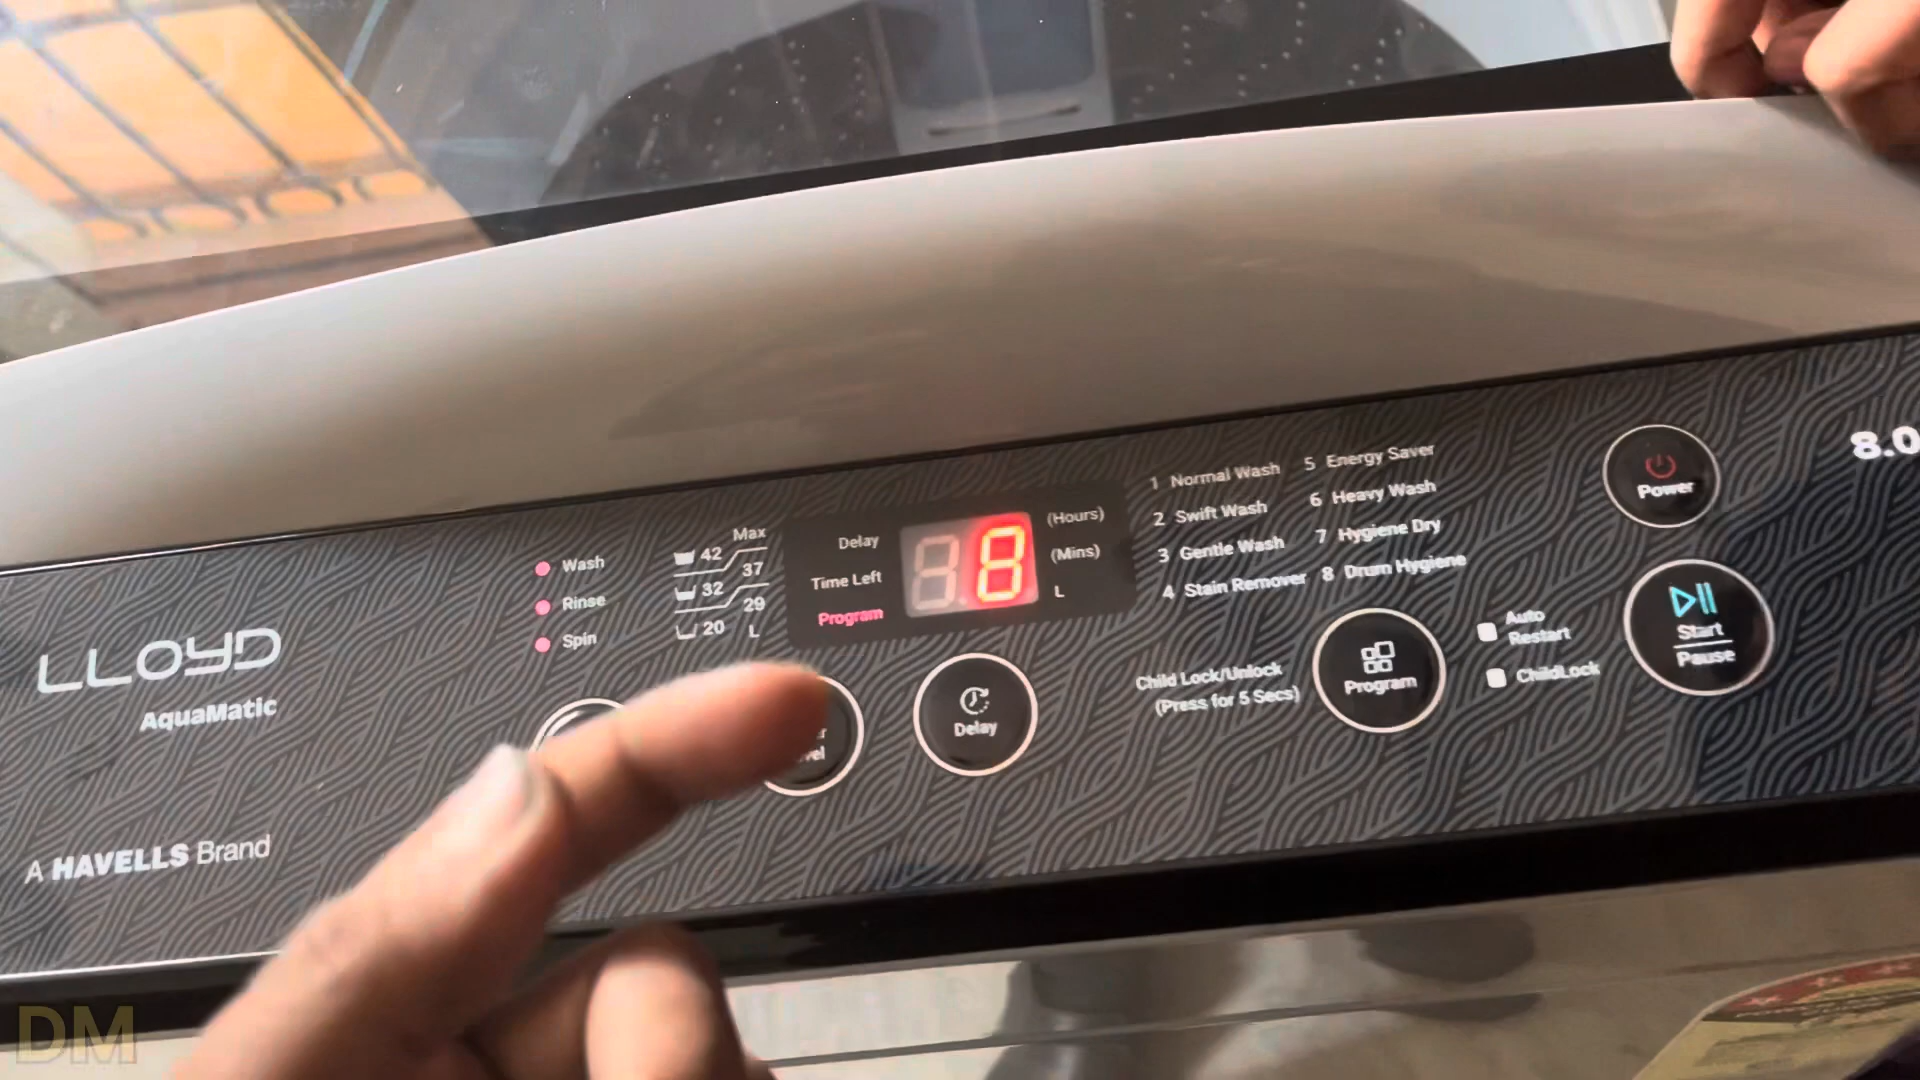 LLOYD
AquaMatic
A HAVELLS Brand
Wash
Rinse
Spin
Max
42
37
32
29
20 L
Delay
Time Left
Program
8
(Hours)
(Mins)
L
1 Normal Wash
2 Swift Wash
3 Gentle Wash
4 Stain Remover
5 Energy Saver
6 Heavy Wash
7 Hygiene Dry
8 Drum Hygiene
Delay
Child Lock/Unlock
(Press for 5 Secs)
Program
Auto
Restart
ChildLock
Power
Start
Pause
8.0
DM